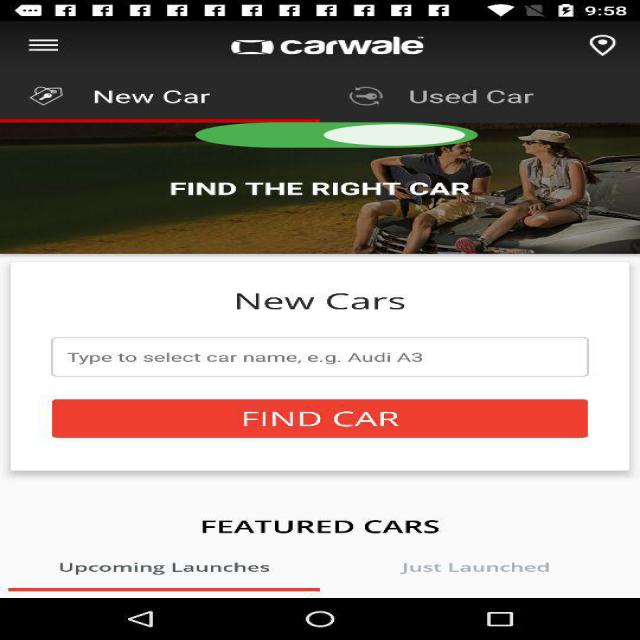 9:58
carwale™
New Car
Used Car
FIND THE RIGHT CAR
New Cars
Type to select car name, e.g. Audi A3
FIND CAR
FEATURED CARS
Upcoming Launches
Just Launched